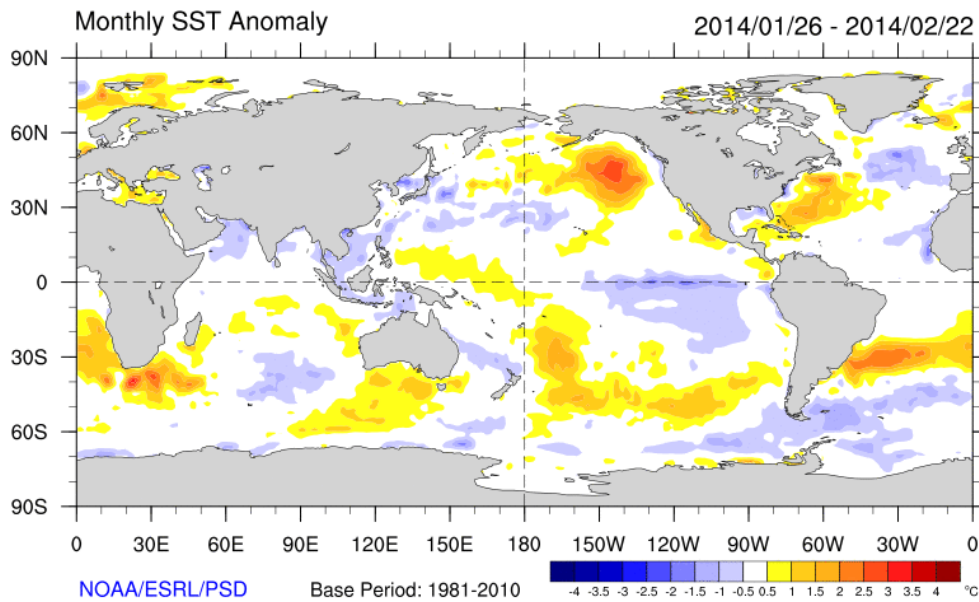 Monthly SST Anomaly 2014/01/26 - 2014/02/22
90N
60N
30N
0
30S
60S
90S
0 30E 60E 90E 120E 150E 180 150W 120W 90W 60W 30W 0
-4 -3.5 -3 -2.5 -2 -1.5 -1 -0.5 0.5 1 1.5 2 2.5 3 3.5 4 °C
NOAA/ESRL/PSD Base Period: 1981-2010